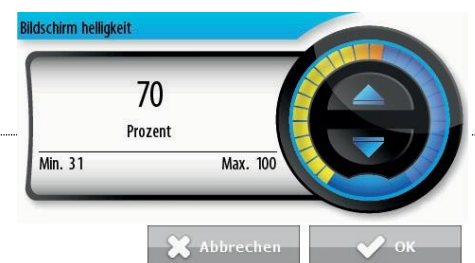 Bildschirm helligkeit
70
Prozent
Min. 31 Max. 100
Abbrechen OK